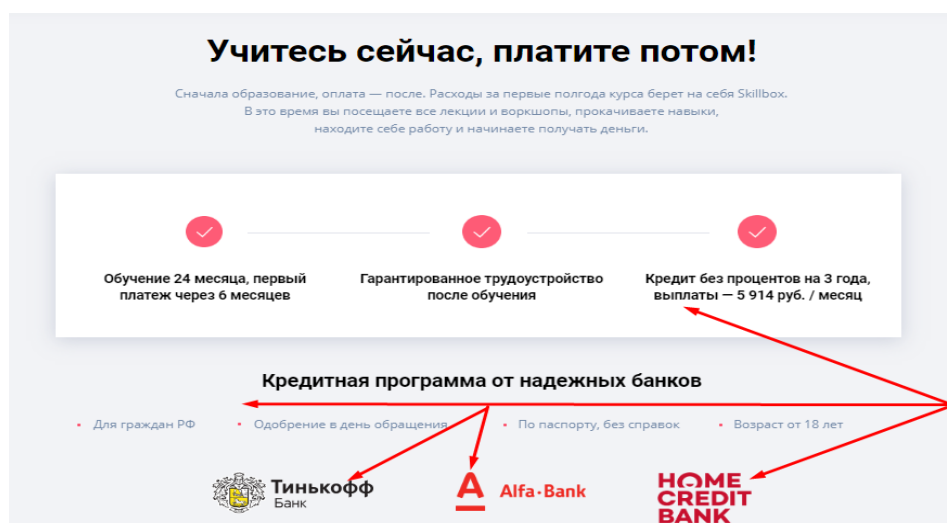 Учитесь сейчас, платите потом!
Сначала образование, оплата — после. Расходы за первые полгода курса берет на себя Skillbox.
В это время вы посещаете все лекции и воркшопы, прокачиваете навыки,
находите себе работу и начинаете получать деньги.
Обучение 24 месяца, первый
платеж через 6 месяцев
Гарантированное трудоустройство
после обучения
Кредит без процентов на 3 года,
выплаты — 5 914 руб. / месяц
Кредитная программа от надежных банков
Для граждан РФ
Одобрение в день обращения
По паспорту, без справок
Возраст от 18 лет
Тинькофф
Банк
Alfa·Bank
HOME
CREDIT
BANK